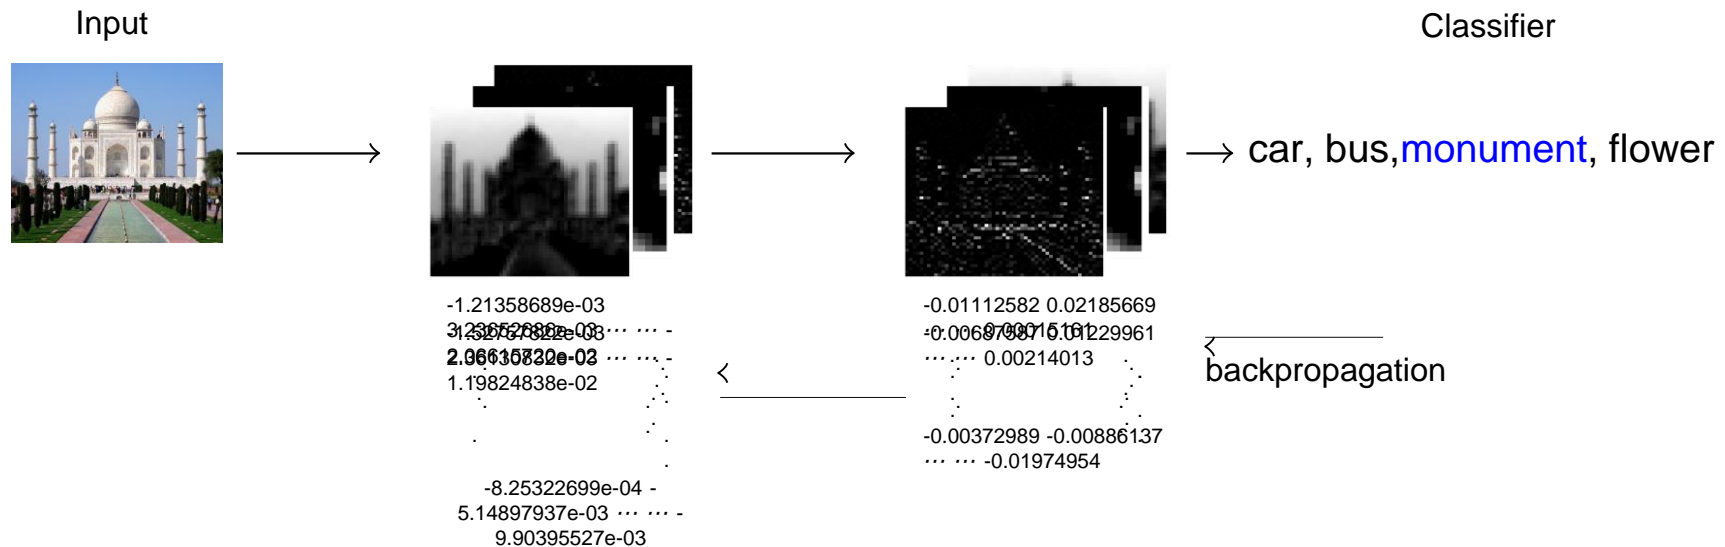 Input
Classifier
car, bus,monument, flower
-1.21358689e-03
-0.01112582 0.02185669
⋯ ⋯ 0.00214013
1.19824838e-02
backpropagation
-0.00372989 -0.00886137
⋯ ⋯ -0.01974954
-8.25322699e-04 -
5.14897937e-03 ⋯ ⋯ -
9.90395527e-03